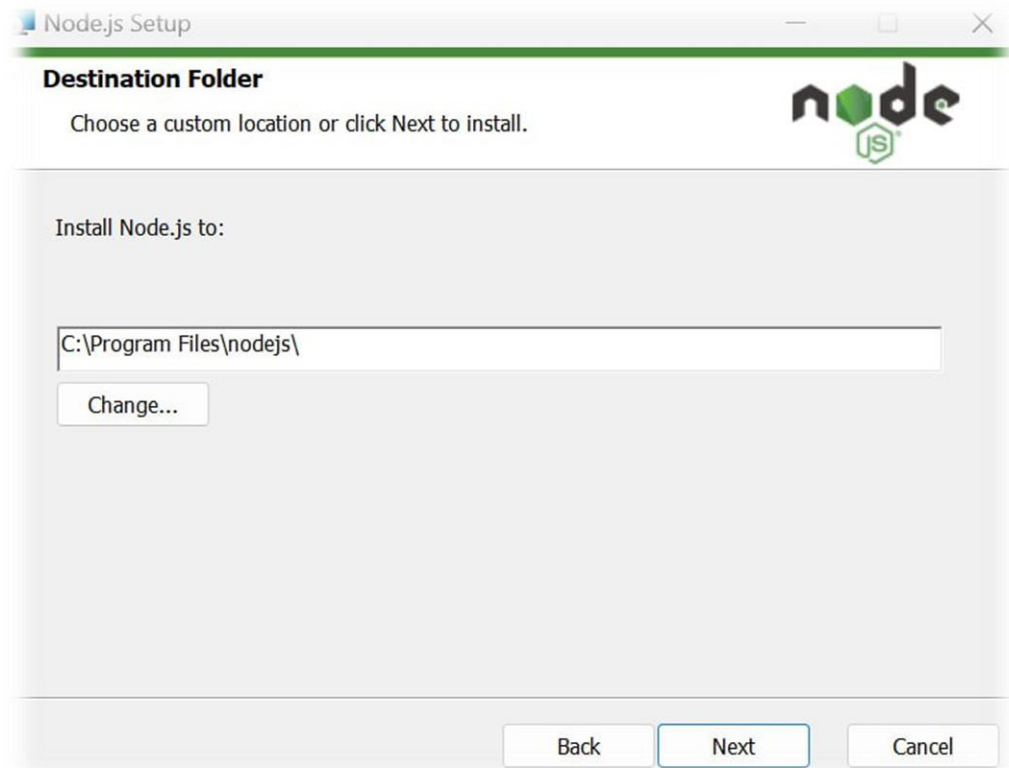 Node.js Setup
Destination Folder
Choose a custom location or click Next to install.
node
JS
Install Node.js to:
C:\Program Files\nodejs\
Change...
Back Next Cancel